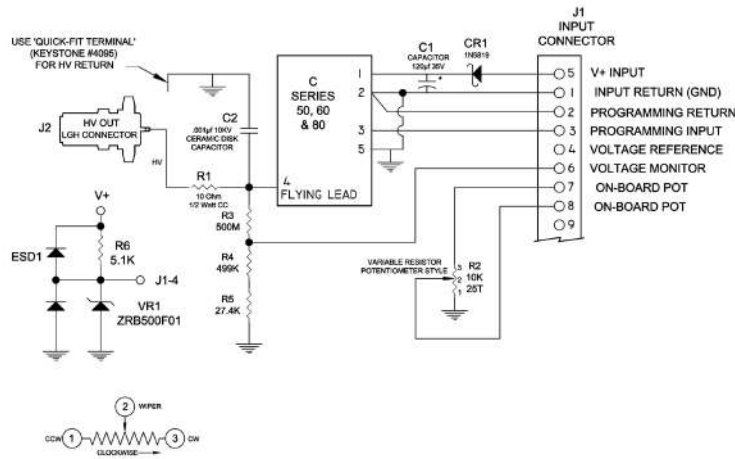 USE 'QUICK-FIT TERMINAL'
(KEYSTONE #4095)
FOR HV RETURN
J2
HV OUT
LGH CONNECTOR
HV
C2
.001µf 10KV
CERAMIC DISK
CAPACITOR
R1
10 Ohm
1/2 Watt CC
C
SERIES
50, 60
& 80
1
2
3
5
4
FLYING LEAD
C1
CAPACITOR
120µf 35V
+
CR1
1N5819
J1
INPUT
CONNECTOR
5 V+ INPUT
1 INPUT RETURN (GND)
2 PROGRAMMING RETURN
3 PROGRAMMING INPUT
4 VOLTAGE REFERENCE
6 VOLTAGE MONITOR
7 ON-BOARD POT
8 ON-BOARD POT
9
R3
500M
R4
499K
R5
27.4K
VARIABLE RESISTOR
POTENTIOMETER STYLE
3
2
1
R2
10K
25T
V+
ESD1
R6
5.1K
J1-4
VR1
ZRB500F01
2 WIPER
CCW 1
3 CW
CLOCKWISE